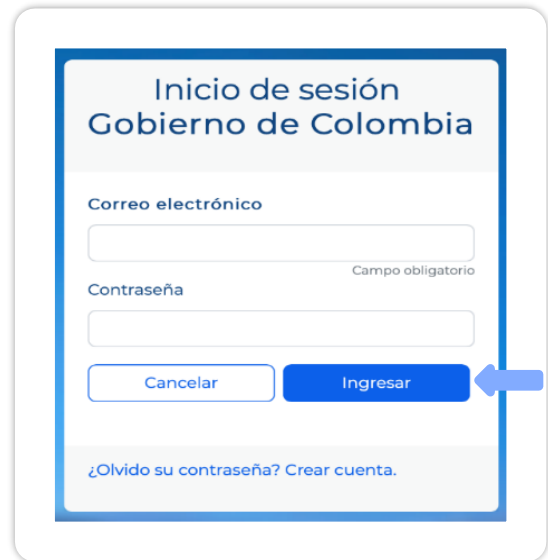 Inicio de sesión
Gobierno de Colombia
Correo electrónico
Campo obligatorio
Contraseña
Cancelar
Ingresar
¿Olvido su contraseña? Crear cuenta.